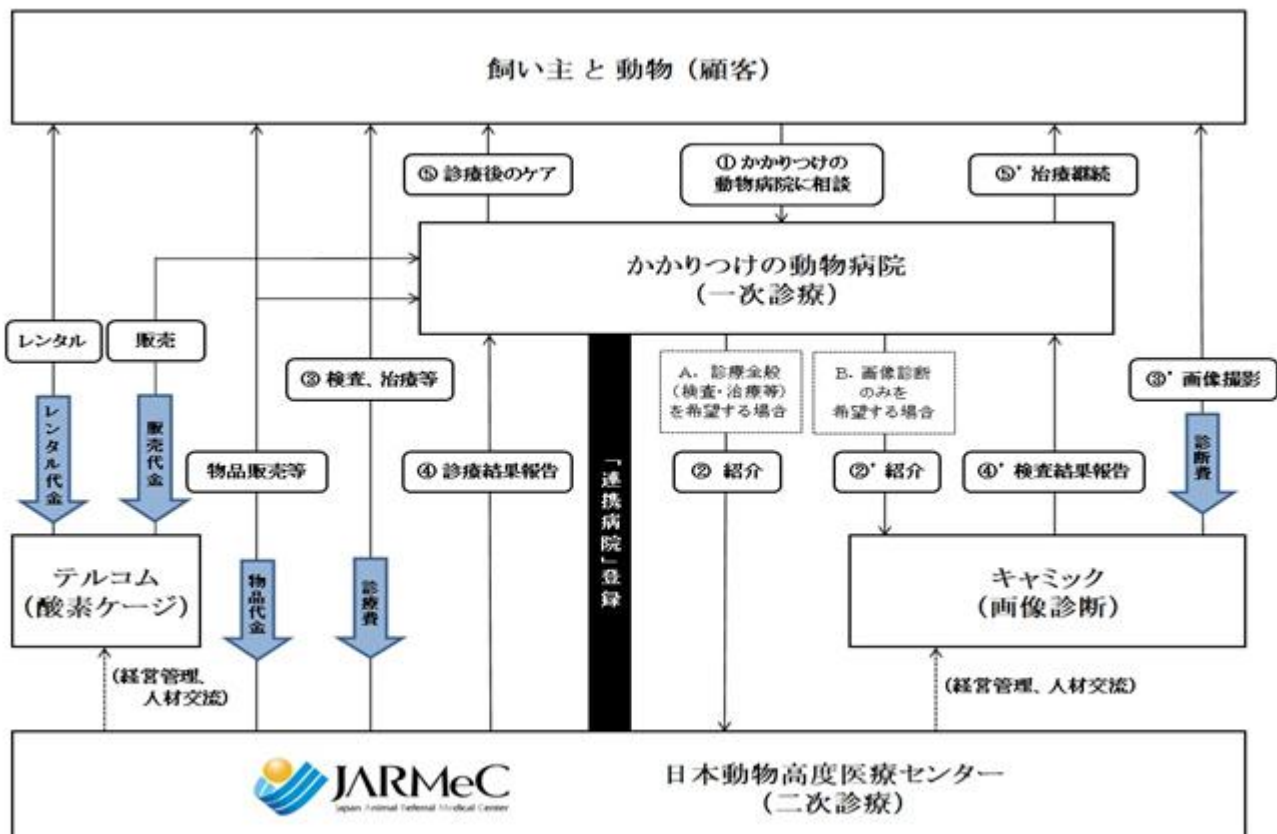 飼い主 と 動物 (顧客)
⑤ 診療後のケア
① かかりつけの
動物病院に相談
⑤’ 治療継続
かかりつけの動物病院
(一次診療)
レンタル
販売
③ 検査、治療等
A. 診療全般
(検査・治療等)
を希望する場合
B. 画像診断
のみを
希望する場合
③’ 画像撮影
レンタル代金
販売代金
物品販売等
④ 診療結果報告
「連携病院」登録
② 紹介
②’ 紹介
④’ 検査結果報告
診断費
テルコム
(酸素ケージ)
物品代金
診療費
キャミック
(画像診断)
(経営管理、
人材交流)
(経営管理、人材交流)
JARMeC
Japan Animal Referral Medical Center
日本動物高度医療センター
(二次診療)